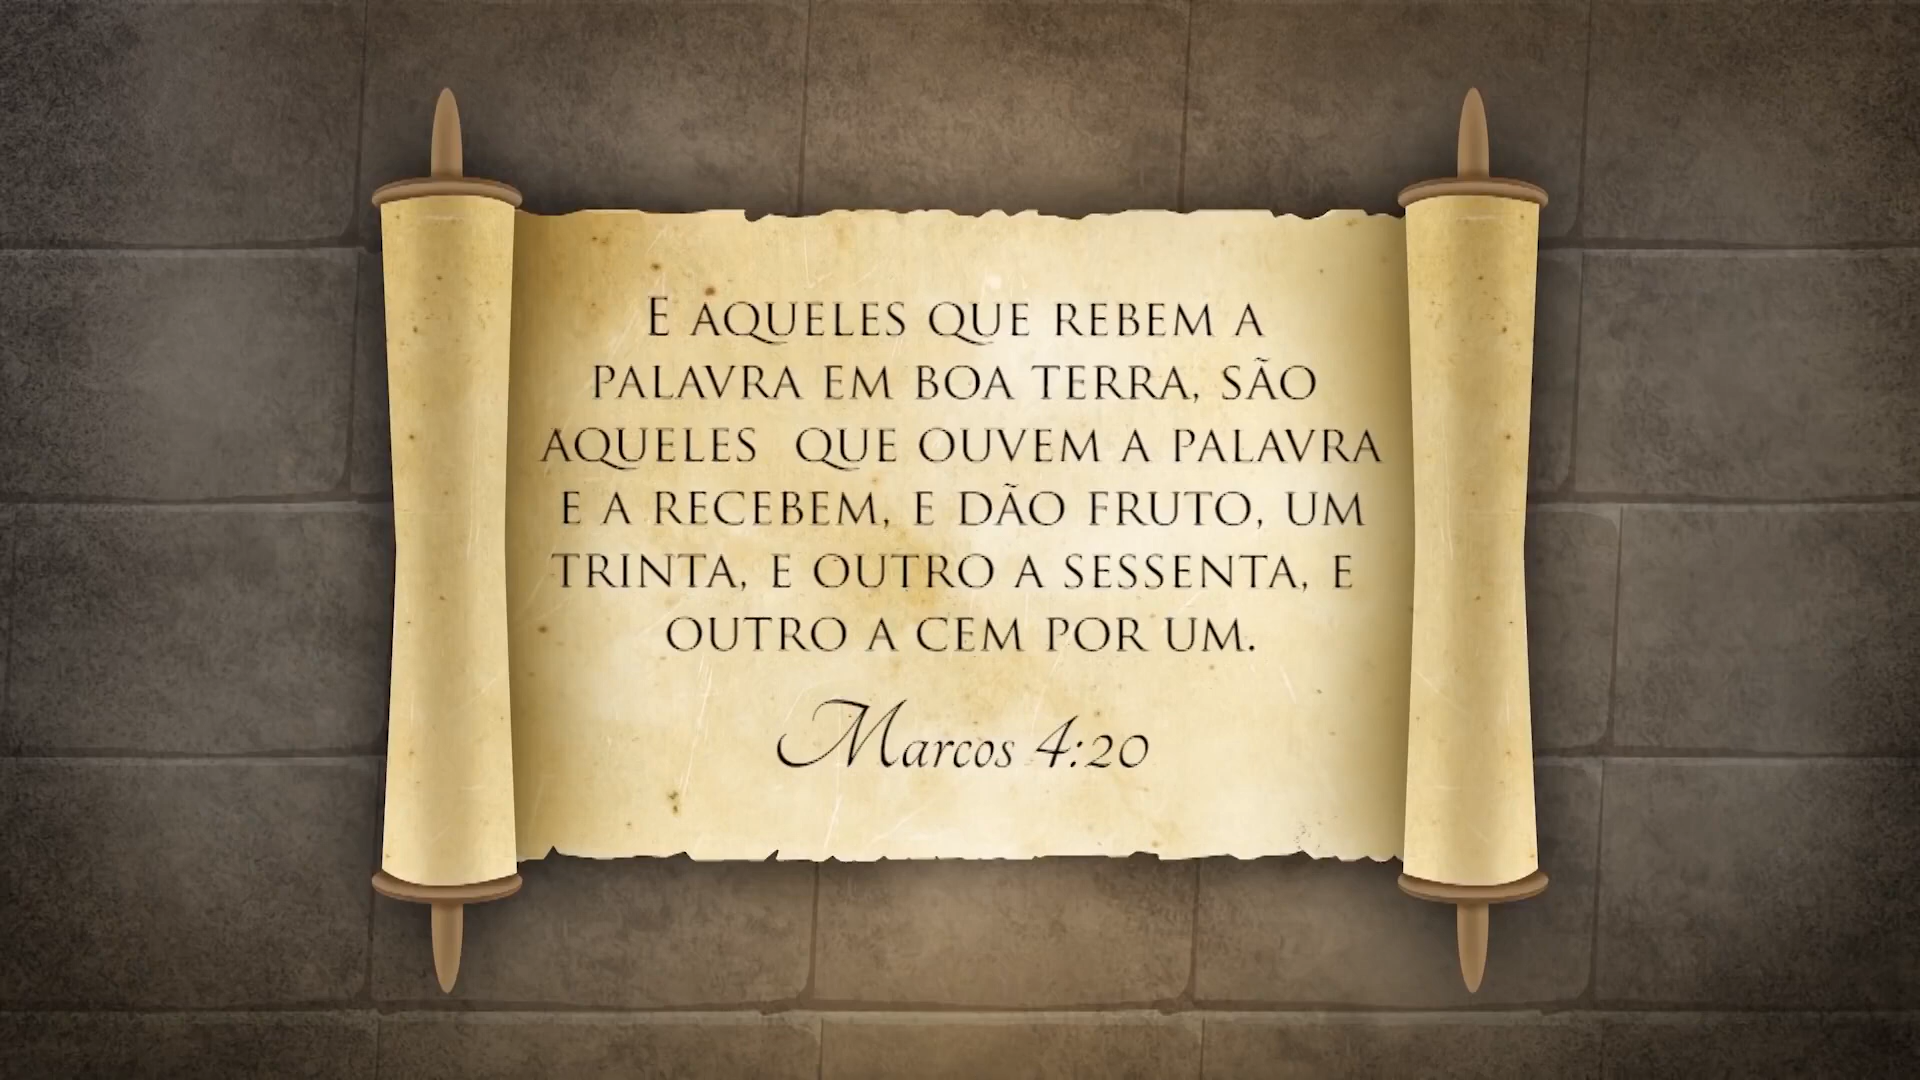 E AQUELES QUE REBEM A
PALAVRA EM BOA TERRA, SÃO
AQUELES QUE OUVEM A PALAVRA
E A RECEBEM, E DÃO FRUTO, UM
TRINTA, E OUTRO A SESSENTA, E
OUTRO A CEM POR UM.
Marcos 4:20